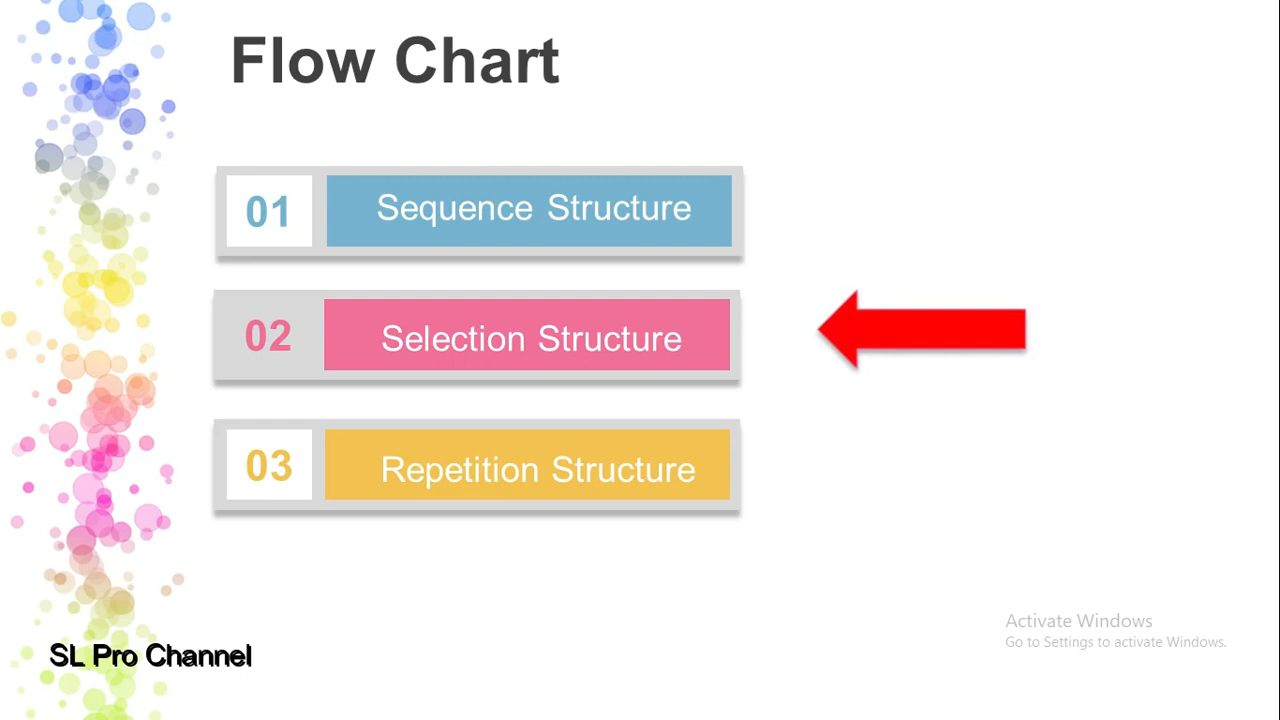 Flow Chart
01 Sequence Structure
02 Selection Structure
03 Repetition Structure
Activate Windows
Go to Settings to activate Windows.
SL Pro Channel